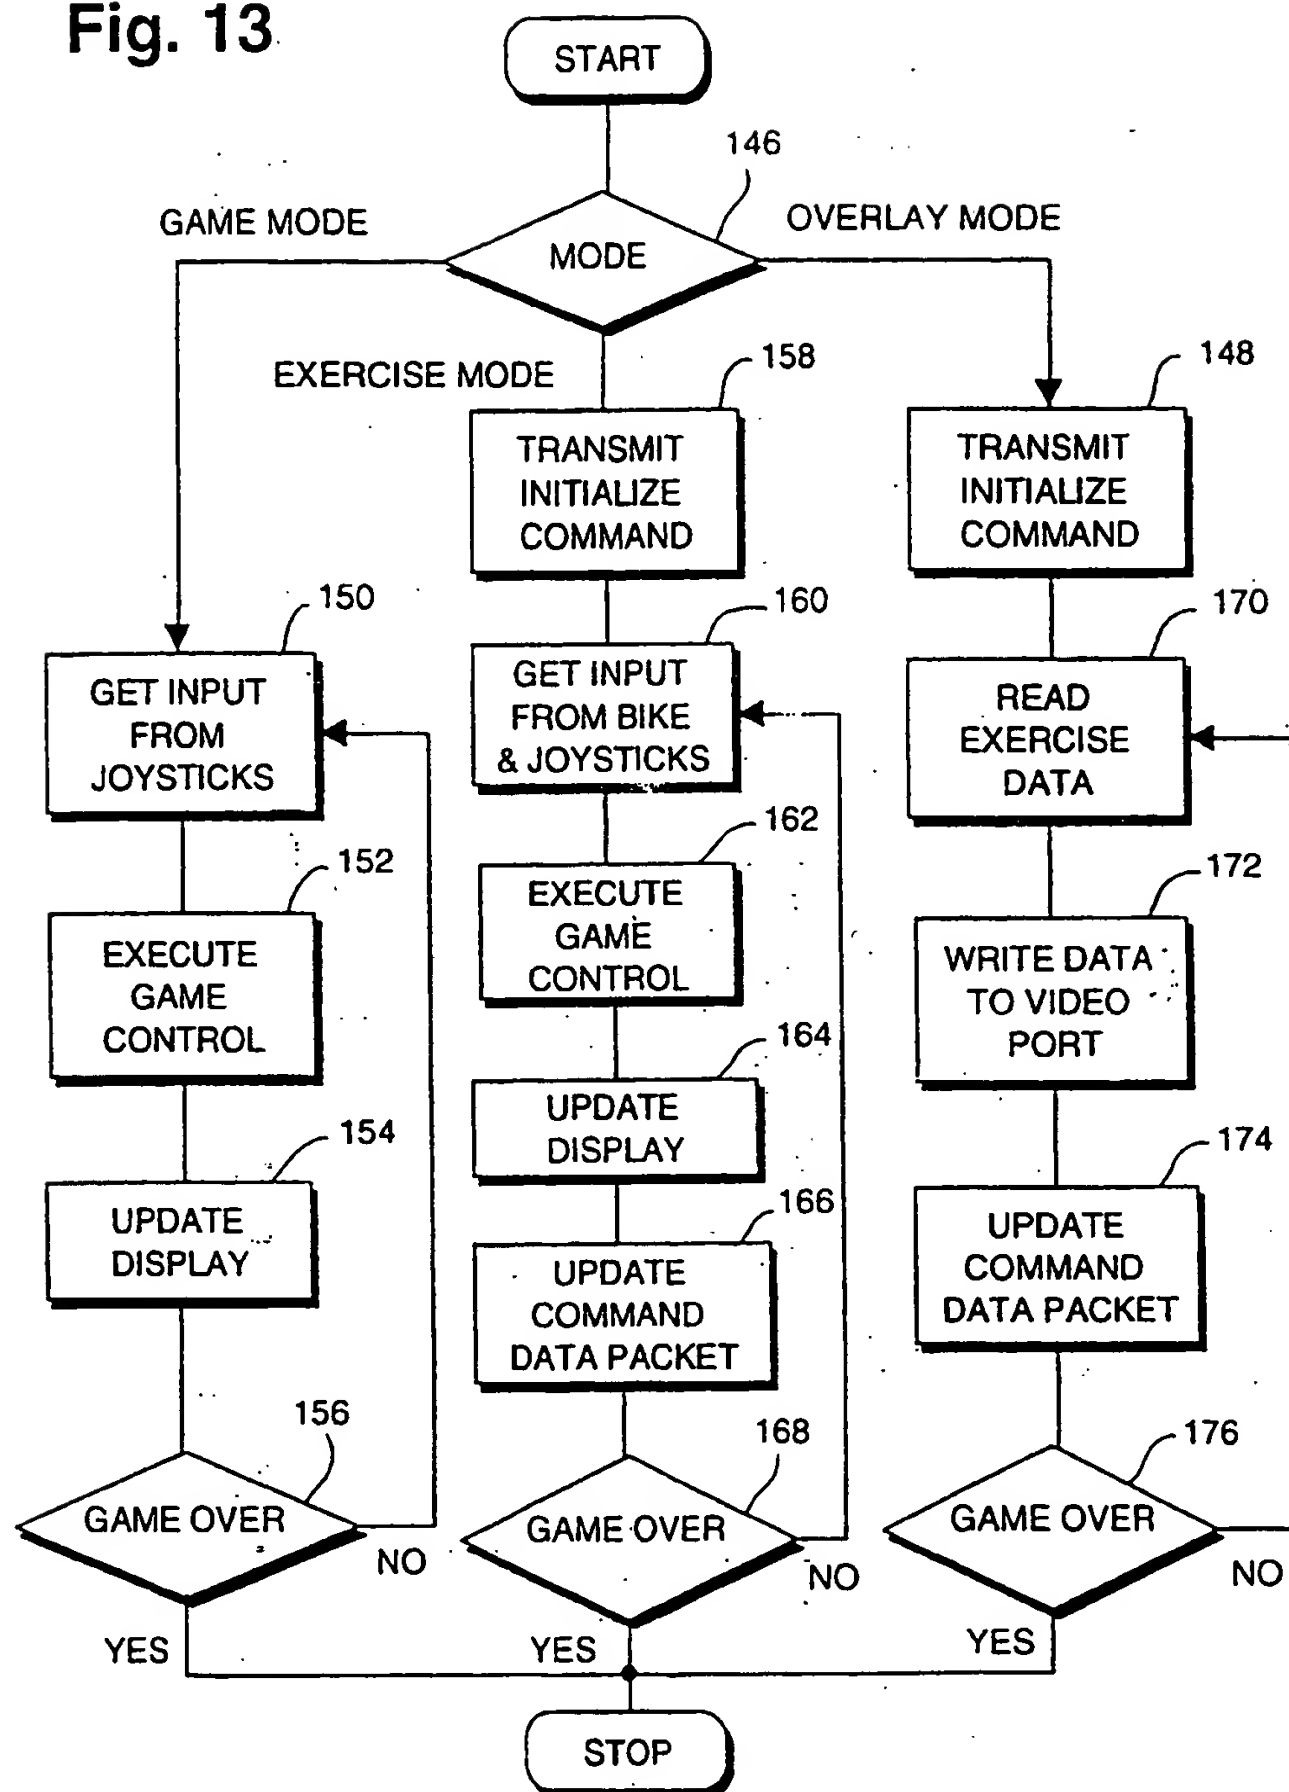 Fig. 13
START
146
GAME MODE
MODE
OVERLAY MODE
EXERCISE MODE
158
TRANSMIT
INITIALIZE
COMMAND
148
TRANSMIT
INITIALIZE
COMMAND
150
GET INPUT
FROM
JOYSTICKS
160
GET INPUT
FROM BIKE
& JOYSTICKS
170
READ
EXERCISE
DATA
152
EXECUTE
GAME
CONTROL
162
EXECUTE
GAME
CONTROL
172
WRITE DATA
TO VIDEO
PORT
154
UPDATE
DISPLAY
164
UPDATE
DISPLAY
166
UPDATE
COMMAND
DATA PACKET
174
UPDATE
COMMAND
DATA PACKET
156
GAME OVER
NO
YES
168
GAME OVER
NO
YES
176
GAME OVER
NO
YES
STOP